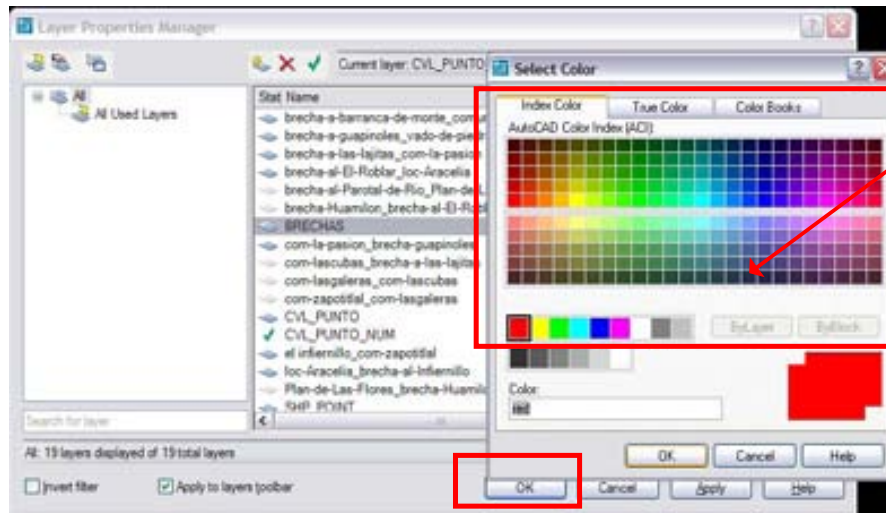 Layer Properties Manager
Current layer: CVL_PUNTO
All
All Used Layers
Stat Name
brecha-a-barranca-de-monte_comun
brecha-a-guapinoles_vado-de-piedr
brecha-a-las-lajitas_com-la-pasion
brecha-al-El-Roblar_loc-Aracelia
brecha-al-Parotal-de-Rio_Plan-de-L
brecha-Huamilon_brecha-al-El-Robl
BRECHAS
com-la-pasion_brecha-guapinoles
com-lascubas_brecha-a-las-lajitas
com-lasgaleras_com-lascubas
com-zapotitlal_com-lasgaleras
CVL_PUNTO
CVL_PUNTO_NUM
el infiernillo_com-zapotitlal
loc-Aracelia_brecha-al-Infiernillo
Plan-de-Las-Flores_brecha-Huamilo
SHP_POINT
Search for layer
All: 19 layers displayed of 19 total layers
Invert filter
Apply to layers toolbar
OK Cancel Apply Help
Select Color
Index Color True Color Color Books
AutoCAD Color Index (ACI):
ByLayer ByBlock
Color:
red
OK Cancel Help